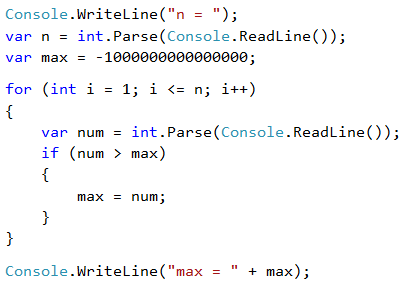 Console.WriteLine("n = ");
var n = int.Parse(Console.ReadLine());
var max = -1000000000000000;
for (int i = 1; i <= n; i++)
{
var num = int.Parse(Console.ReadLine());
if (num > max)
{
max = num;
}
}
Console.WriteLine("max = " + max);